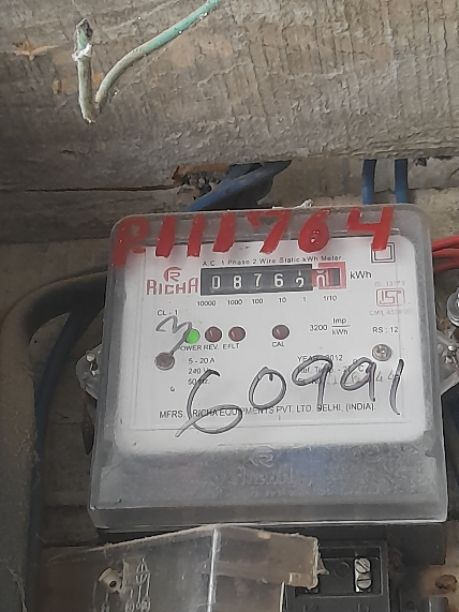 R111764
A.C. 1 Phase 2 Wire Static kWh Meter
RICHA
0876 kWh
10000 1000 100 10 1 1/10
CL - 1
3
POWER REV. E/LT CAL
3200 Imp
kWh
RS : 12
5 - 20 A
240
50
YEAR 2012
60991
MFRS. RICHA EQUIPMENTS PVT. LTD. DELHI, (INDIA)